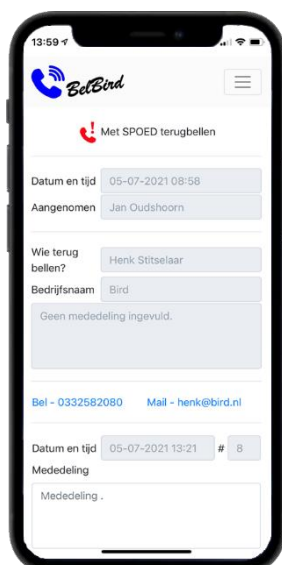 13:59
BelBird
Met SPOED terugbellen
Datum en tijd 05-07-2021 08:58
Aangenomen Jan Oudshoorn
Wie terug
bellen? Henk Stitselaar
Bedrijfsnaam Bird
Geen mededeling ingevuld.
Bel - 0332582080 Mail - henk@bird.nl
Datum en tijd 05-07-2021 13:21 # 8
Mededeling
Mededeling .